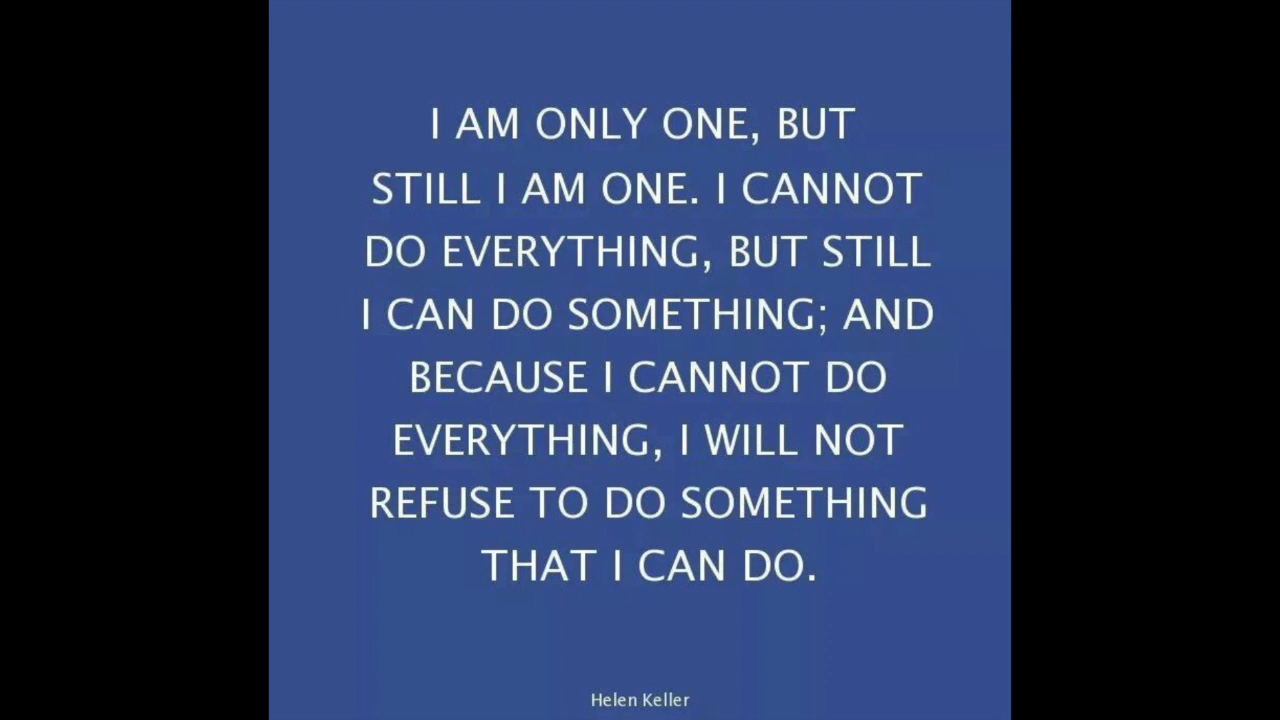 I AM ONLY ONE, BUT
STILL I AM ONE. I CANNOT
DO EVERYTHING, BUT STILL
I CAN DO SOMETHING; AND
BECAUSE I CANNOT DO
EVERYTHING, I WILL NOT
REFUSE TO DO SOMETHING
THAT I CAN DO.
Helen Keller